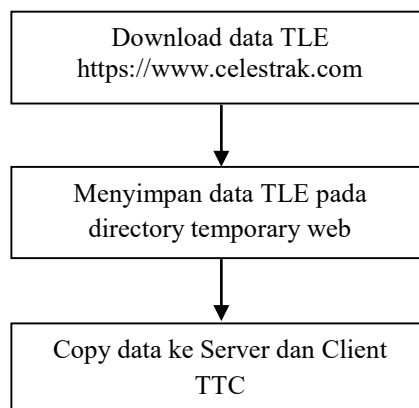 Download data TLE
https://www.celestrak.com
Menyimpan data TLE pada
directory temporary web
Copy data ke Server dan Client
TTC